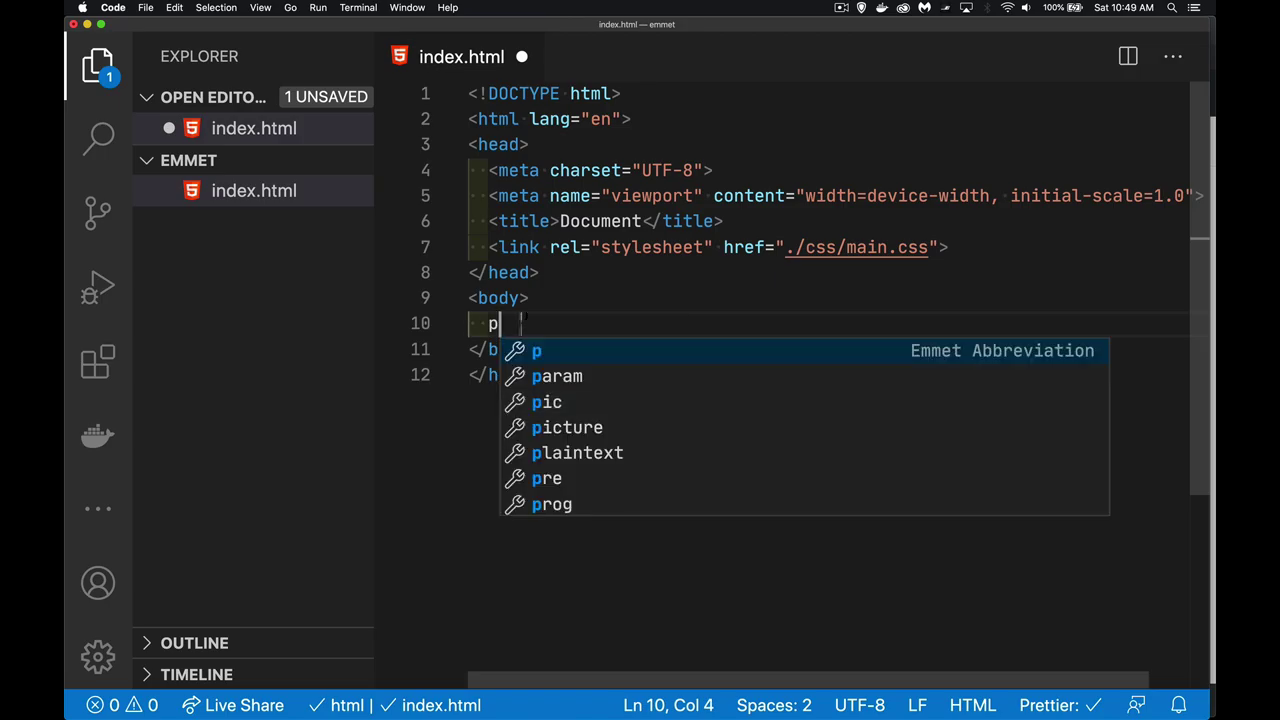 Code File Edit Selection View Go Run Terminal Window Help 100% Sat 10:49 AM
index.html — emmet
EXPLORER
1
OPEN EDITO... 1 UNSAVED
index.html
EMMET
index.html
OUTLINE
TIMELINE
index.html
1 <!DOCTYPE html>
2 <html lang="en">
3 <head>
4 <meta charset="UTF-8">
5 <meta name="viewport" content="width=device-width, initial-scale=1.0">
6 <title>Document</title>
7 <link rel="stylesheet" href="./css/main.css">
8 </head>
9 <body>
10 p
11 </b
12 </h
p Emmet Abbreviation
param
pic
picture
plaintext
pre
prog
0 0 Live Share html | index.html Ln 10, Col 4 Spaces: 2 UTF-8 LF HTML Prettier: